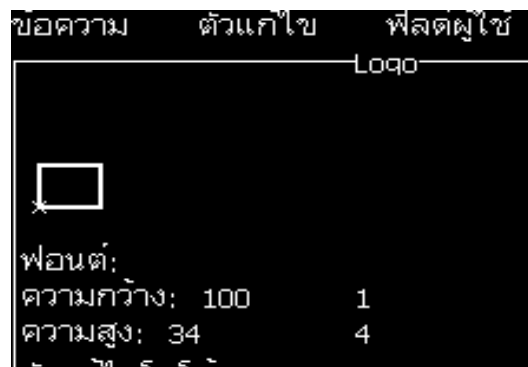 ข้อความ ตัวแก้ไข ฟิลด์ผู้ใช้
Logo
ฟอนต์:
ความกว้าง: 100 1
ความสูง: 34 4